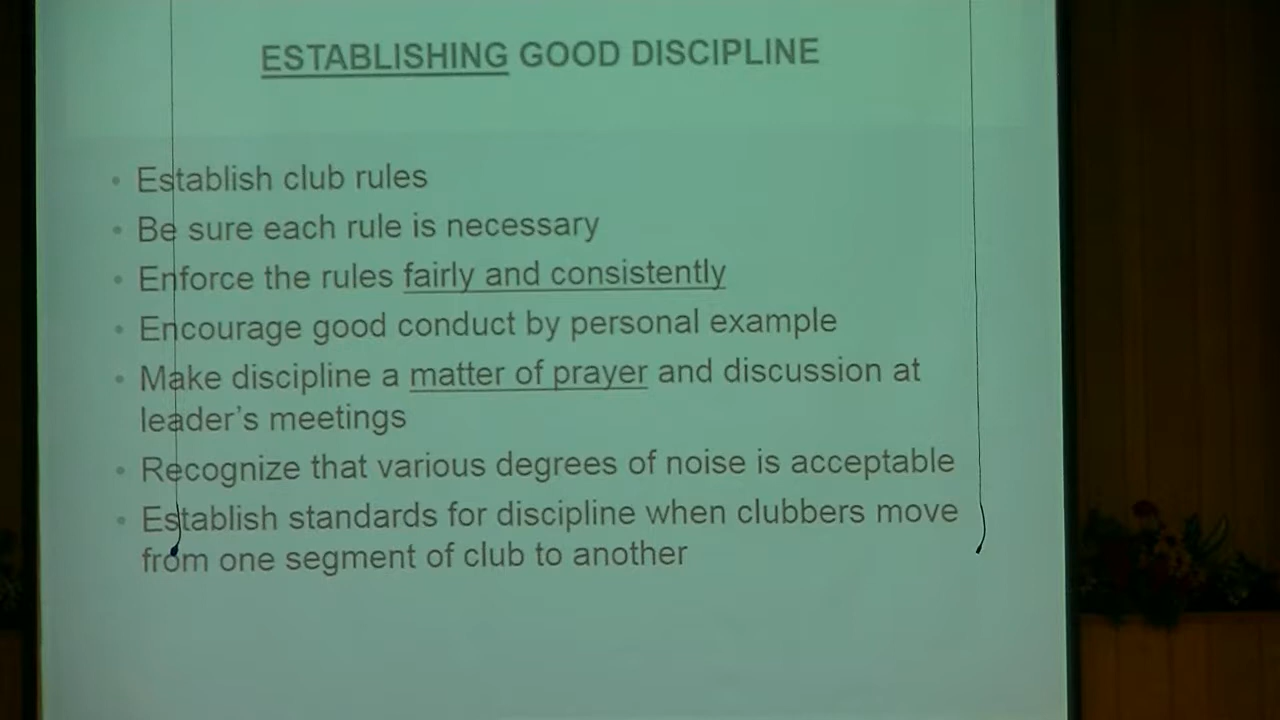 ESTABLISHING GOOD DISCIPLINE
• Establish club rules
• Be sure each rule is necessary
• Enforce the rules fairly and consistently
• Encourage good conduct by personal example
• Make discipline a matter of prayer and discussion at
leader’s meetings
• Recognize that various degrees of noise is acceptable
• Establish standards for discipline when clubbers move
from one segment of club to another